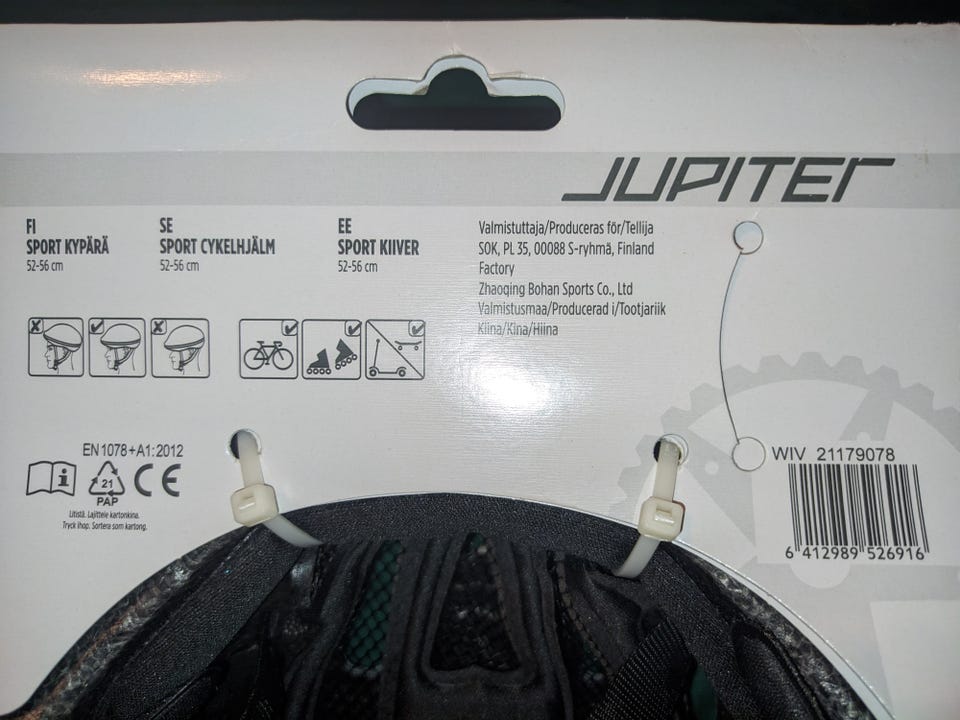 JUPITER
FI
SPORT KYPÄRÄ
52-56 cm
SE
SPORT CYKELHJÄLM
52-56 cm
EE
SPORT KIIVER
52-56 cm
Valmistuttaja/Produceras för/Tellija
SOK, PL 35, 00088 S-ryhmä, Finland
Factory
Zhaoqing Bohan Sports Co., Ltd
Valmistusmaa/Producerad i/Tootjariik
Kiina/Kina/Hiina
EN 1078+A1:2012
21
PAP
CE
Litistä. Lajittele kartonkina.
Tryck ihop. Sortera som kartong.
WIV 21179078
6 412989 526916